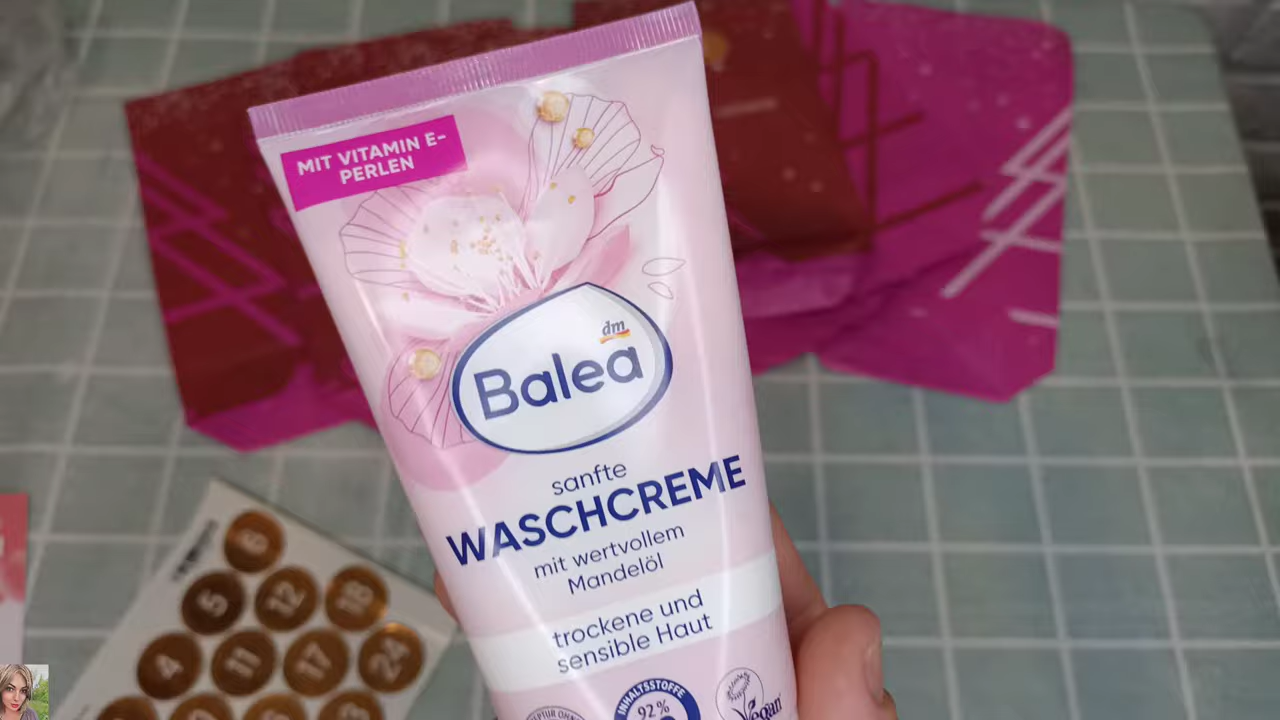 MIT VITAMIN E-
PERLEN
dm
Balea
sanfte
WASCHCREME
mit wertvollem
Mandelöl
trockene und
sensible Haut
INHALTSSTOFFE
92%
Vegan
6
5
12
18
4
11
17
24